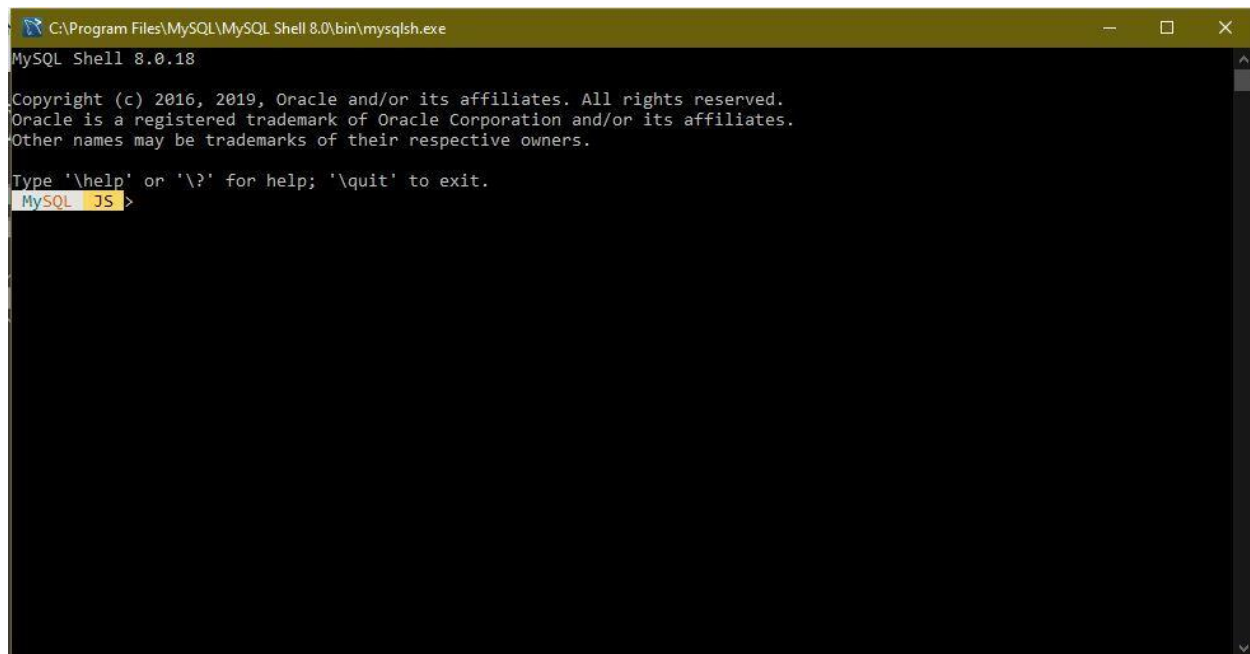 C:\Program Files\MySQL\MySQL Shell 8.0\bin\mysqlsh.exe
MySQL Shell 8.0.18
Copyright (c) 2016, 2019, Oracle and/or its affiliates. All rights reserved.
Oracle is a registered trademark of Oracle Corporation and/or its affiliates.
Other names may be trademarks of their respective owners.
Type '\help' or '\?' for help; '\quit' to exit.
MySQL JS >